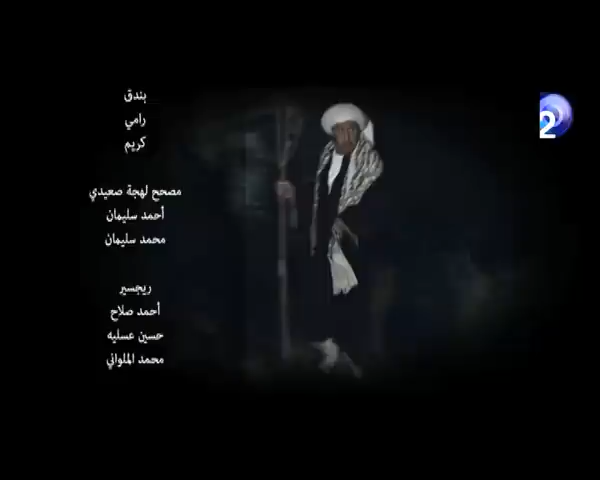 بندق
رامي
كريم
مصحح لهجة صعيدي
أحمد سليمان
محمد سليمان
ريجسير
أحمد صلاح
حسين عسليه
محمد الملواني
2